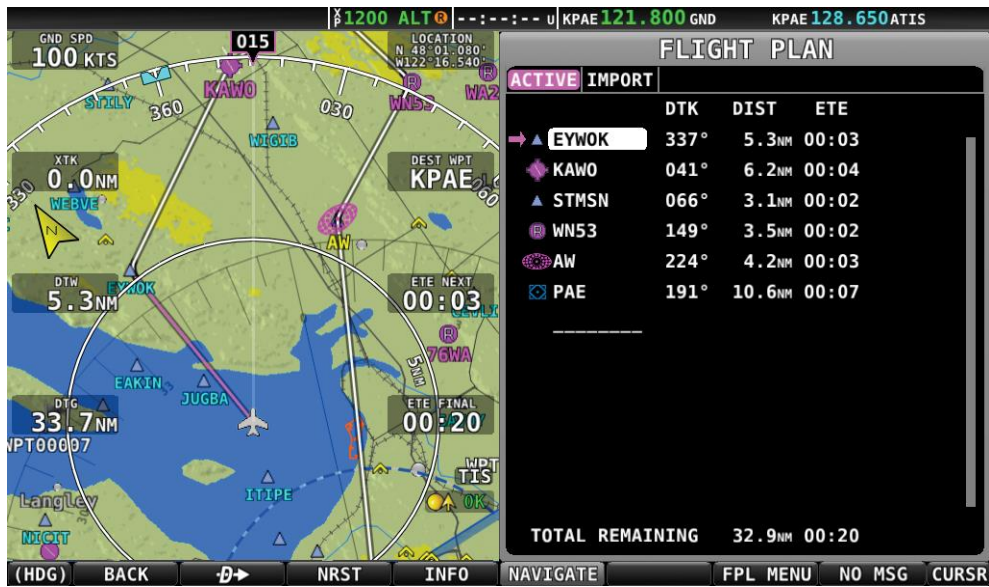 X P 1200 ALT R --:--:-- U KPAE 121.800 GND KPAE 128.650 ATIS
GND SPD
100 KTS
015
LOCATION
N 48°01.080'
W122°16.540'
STILY
360
KAWO
030
WN53
WA2
WIGIB
XTK
0.0NM
DEST WPT
KPAE
330
060
WEBVE
N
AW
DTW
5.3NM
EYWOK
ETE NEXT
00:03
R
76WA
5NM
EAKIN
JUGBA
DTG
33.7NM
ETE FINAL
00:20
WPT00007
WPT
TIS
ITIPE
Langley
OK
NICIT
FLIGHT PLAN
ACTIVE IMPORT
DTK DIST ETE
EYWOK 337° 5.3NM 00:03
KAWO 041° 6.2NM 00:04
STMSN 066° 3.1NM 00:02
R WN53 149° 3.5NM 00:02
AW 224° 4.2NM 00:03
PAE 191° 10.6NM 00:07
________
TOTAL REMAINING 32.9NM 00:20
(HDG) BACK D NRST INFO NAVIGATE FPL MENU NO MSG CURSR